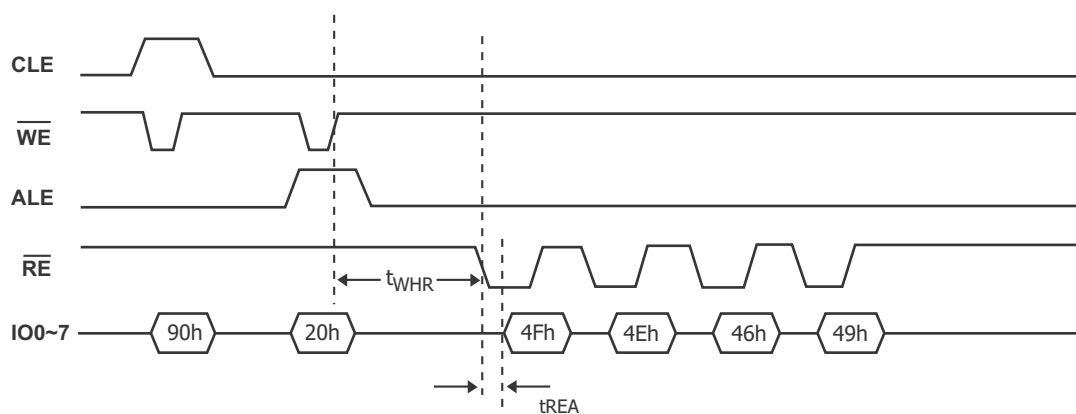 CLE
WE
ALE
RE
tWHR
IO0~7 90h 20h 4Fh 4Eh 46h 49h
tREA